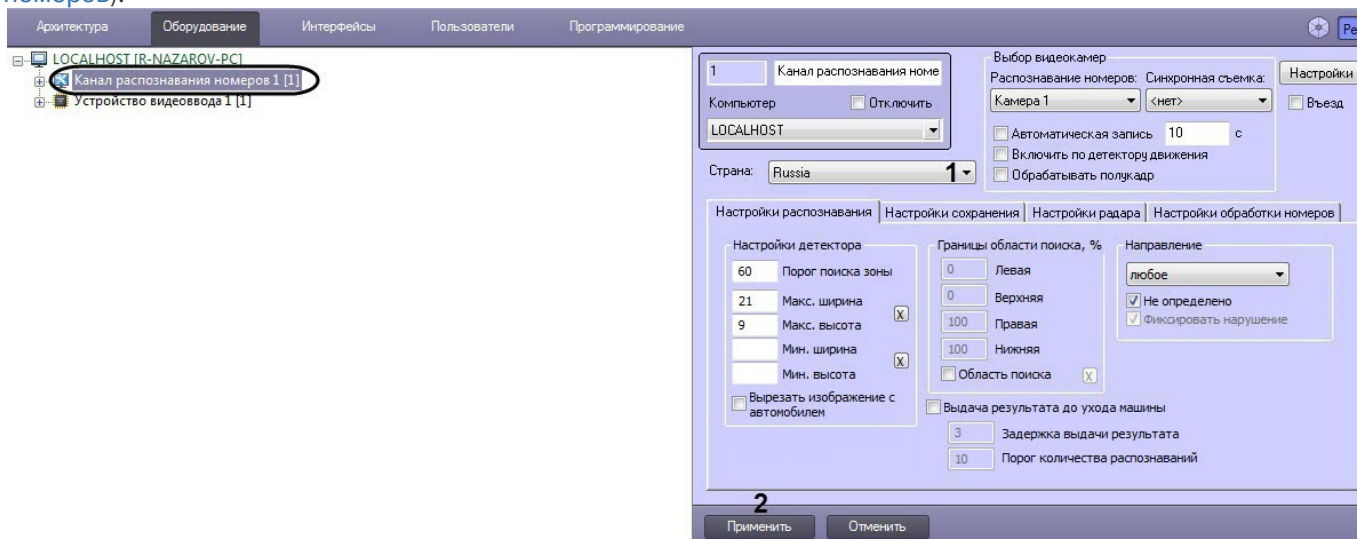 номеров).
Архитектура Оборудование Интерфейсы Пользователи Программирование
LOCALHOST [R-NAZAROV-PC]
Канал распознавания номеров 1 [1]
Устройство видеоввода 1 [1]
1 Канал распознавания номе
Компьютер Отключить
LOCALHOST
Страна: Russia 1
Выбор видеокамер
Распознавание номеров: Синхронная съемка:
Камера 1 <нет>
Автоматическая запись 10 с
Включить по детектору движения
Обрабатывать полукадр
Настройки
Въезд
Настройки распознавания Настройки сохранения Настройки радара Настройки обработки номеров
Настройки детектора
60 Порог поиска зоны
21 Макс. ширина
X
9 Макс. высота
Мин. ширина
X
Мин. высота
Вырезать изображение с
автомобилем
Границы области поиска, %
0 Левая
0 Верхняя
100 Правая
100 Нижняя
Область поиска X
Направление
любое
Не определено
Фиксировать нарушение
Выдача результата до ухода машины
3 Задержка выдачи результата
10 Порог количества распознаваний
2
Применить Отменить